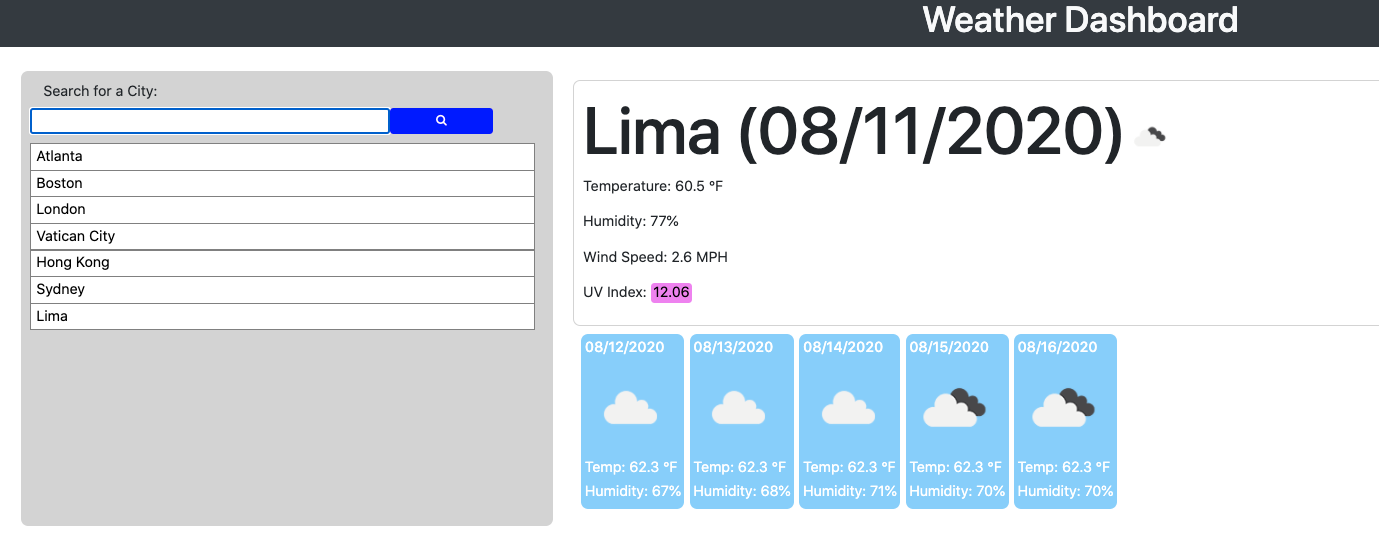 Weather Dashboard
Search for a City:
Atlanta
Boston
London
Vatican City
Hong Kong
Sydney
Lima
Lima (08/11/2020)
Temperature: 60.5 °F
Humidity: 77%
Wind Speed: 2.6 MPH
UV Index: 12.06
08/12/2020
Temp: 62.3 °F
Humidity: 67%
08/13/2020
Temp: 62.3 °F
Humidity: 68%
08/14/2020
Temp: 62.3 °F
Humidity: 71%
08/15/2020
Temp: 62.3 °F
Humidity: 70%
08/16/2020
Temp: 62.3 °F
Humidity: 70%